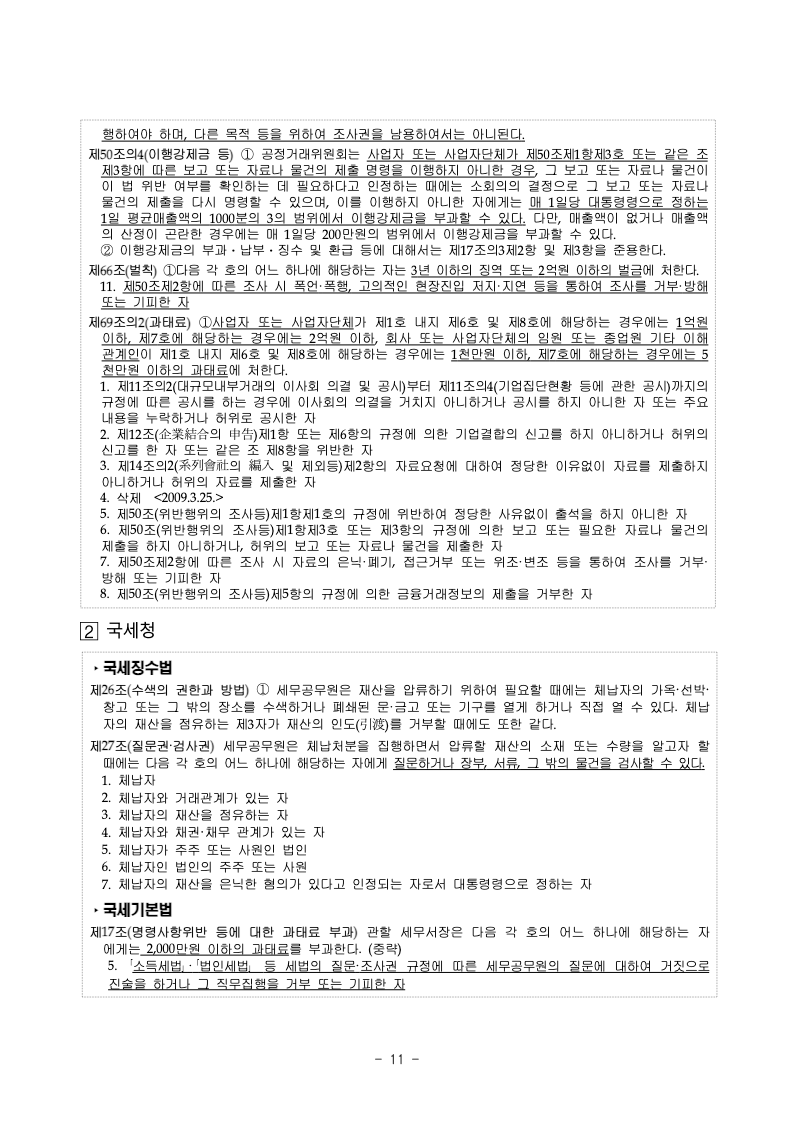 행하여야 하며, 다른 목적 등을 위하여 조사권을 남용하여서는 아니된다.
제50조의4(이행강제금 등) ① 공정거래위원회는 사업자 또는 사업자단체가 제50조제1항제3호 또는 같은 조
제3항에 따른 보고 또는 자료나 물건의 제출 명령을 이행하지 아니한 경우, 그 보고 또는 자료나 물건이
이 법 위반 여부를 확인하는 데 필요하다고 인정하는 때에는 소회의의 결정으로 그 보고 또는 자료나
물건의 제출을 다시 명령할 수 있으며, 이를 이행하지 아니한 자에게는 매 1일당 대통령령으로 정하는
1일 평균매출액의 1000분의 3의 범위에서 이행강제금을 부과할 수 있다. 다만, 매출액이 없거나 매출액
의 산정이 곤란한 경우에는 매 1일당 200만원의 범위에서 이행강제금을 부과할 수 있다.
② 이행강제금의 부과·납부·징수 및 환급 등에 대해서는 제17조의3제2항 및 제3항을 준용한다.
제66조(벌칙) ①다음 각 호의 어느 하나에 해당하는 자는 3년 이하의 징역 또는 2억원 이하의 벌금에 처한다.
11. 제50조제2항에 따른 조사 시 폭언·폭행, 고의적인 현장진입 저지·지연 등을 통하여 조사를 거부·방해
또는 기피한 자
제69조의2(과태료) ①사업자 또는 사업자단체가 제1호 내지 제6호 및 제8호에 해당하는 경우에는 1억원
이하, 제7호에 해당하는 경우에는 2억원 이하, 회사 또는 사업자단체의 임원 또는 종업원 기타 이해
관계인이 제1호 내지 제6호 및 제8호에 해당하는 경우에는 1천만원 이하, 제7호에 해당하는 경우에는 5
천만원 이하의 과태료에 처한다.
1. 제11조의2(대규모내부거래의 이사회 의결 및 공시)부터 제11조의4(기업집단현황 등에 관한 공시)까지의
규정에 따른 공시를 하는 경우에 이사회의 의결을 거치지 아니하거나 공시를 하지 아니한 자 또는 주요
내용을 누락하거나 허위로 공시한 자
2. 제12조(企業結合의 申告)제1항 또는 제6항의 규정에 의한 기업결합의 신고를 하지 아니하거나 허위의
신고를 한 자 또는 같은 조 제8항을 위반한 자
3. 제14조의2(系列會社의 編入 및 제외등)제2항의 자료요청에 대하여 정당한 이유없이 자료를 제출하지
아니하거나 허위의 자료를 제출한 자
4. 삭제 <2009.3.25.>
5. 제50조(위반행위의 조사등)제1항제1호의 규정에 위반하여 정당한 사유없이 출석을 하지 아니한 자
6. 제50조(위반행위의 조사등)제1항제3호 또는 제3항의 규정에 의한 보고 또는 필요한 자료나 물건의
제출을 하지 아니하거나, 허위의 보고 또는 자료나 물건을 제출한 자
7. 제50조제2항에 따른 조사 시 자료의 은닉·폐기, 접근거부 또는 위조·변조 등을 통하여 조사를 거부·
방해 또는 기피한 자
8. 제50조(위반행위의 조사등)제5항의 규정에 의한 금융거래정보의 제출을 거부한 자
2 국세청
‣ 국세징수법
제26조(수색의 권한과 방법) ① 세무공무원은 재산을 압류하기 위하여 필요할 때에는 체납자의 가옥·선박·
창고 또는 그 밖의 장소를 수색하거나 폐쇄된 문·금고 또는 기구를 열게 하거나 직접 열 수 있다. 체납
자의 재산을 점유하는 제3자가 재산의 인도(引渡)를 거부할 때에도 또한 같다.
제27조(질문권·검사권) 세무공무원은 체납처분을 집행하면서 압류할 재산의 소재 또는 수량을 알고자 할
때에는 다음 각 호의 어느 하나에 해당하는 자에게 질문하거나 장부, 서류, 그 밖의 물건을 검사할 수 있다.
1. 체납자
2. 체납자와 거래관계가 있는 자
3. 체납자의 재산을 점유하는 자
4. 체납자와 채권·채무 관계가 있는 자
5. 체납자가 주주 또는 사원인 법인
6. 체납자인 법인의 주주 또는 사원
7. 체납자의 재산을 은닉한 혐의가 있다고 인정되는 자로서 대통령령으로 정하는 자
‣ 국세기본법
제17조(명령사항위반 등에 대한 과태료 부과) 관할 세무서장은 다음 각 호의 어느 하나에 해당하는 자
에게는 2,000만원 이하의 과태료를 부과한다. (중략)
5. 「소득세법」·「법인세법」 등 세법의 질문·조사권 규정에 따른 세무공무원의 질문에 대하여 거짓으로
진술을 하거나 그 직무집행을 거부 또는 기피한 자
- 11 -